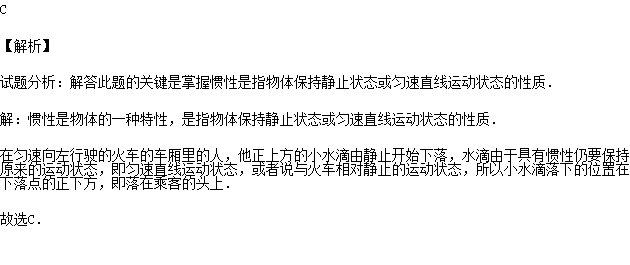 C
【解析】
试题分析：解答此题的关键是掌握惯性是指物体保持静止状态或匀速直线运动状态的性质．
解：惯性是物体的一种特性，是指物体保持静止状态或匀速直线运动状态的性质．
在匀速向左行驶的火车的车厢里的人，他正上方的小水滴由静止开始下落，水滴由于具有惯性仍要保持
原来的运动状态，即匀速直线运动状态，或者说与火车相对静止的运动状态，所以小水滴落下的位置在
下落点的正下方，即落在乘客的头上．
故选C．